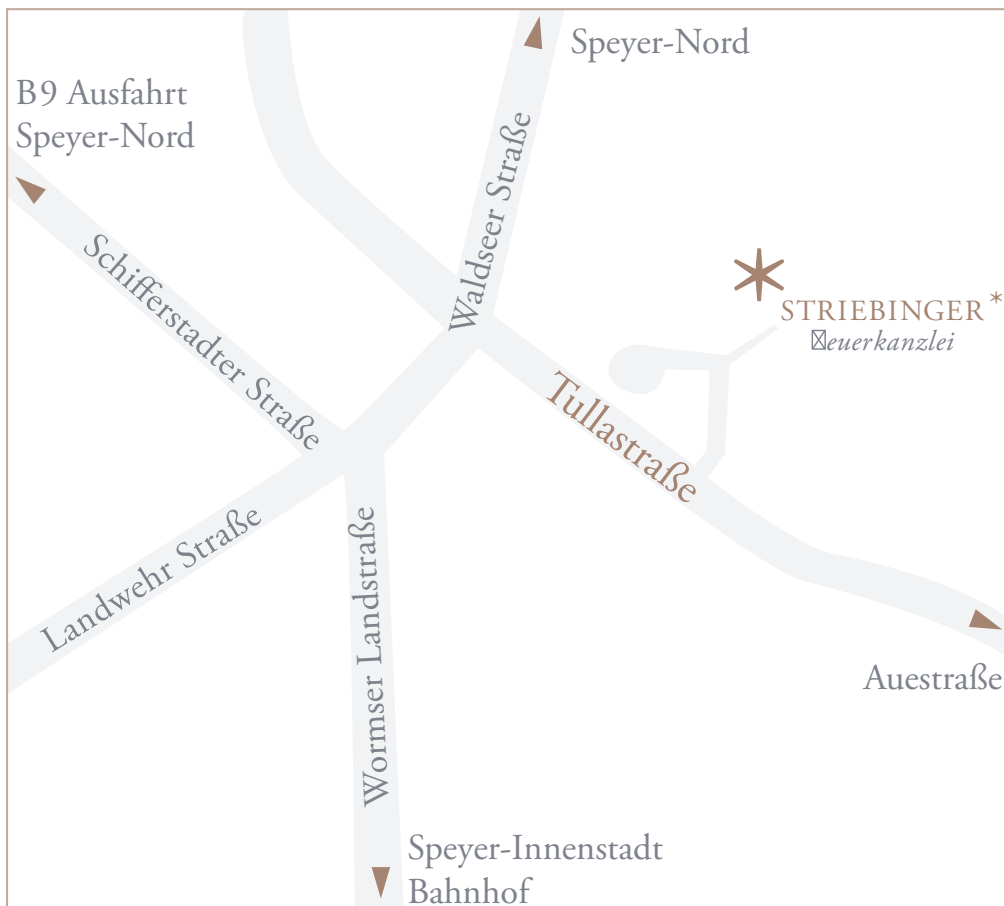 Speyer-Nord
B9 Ausfahrt
Speyer-Nord
Waldseer Straße
Schifferstadter Straße
STRIEBINGER*
euerkanzlei
Tullastraße
Landwehr Straße
Wormser Landstraße
Auestraße
Speyer-Innenstadt
Bahnhof